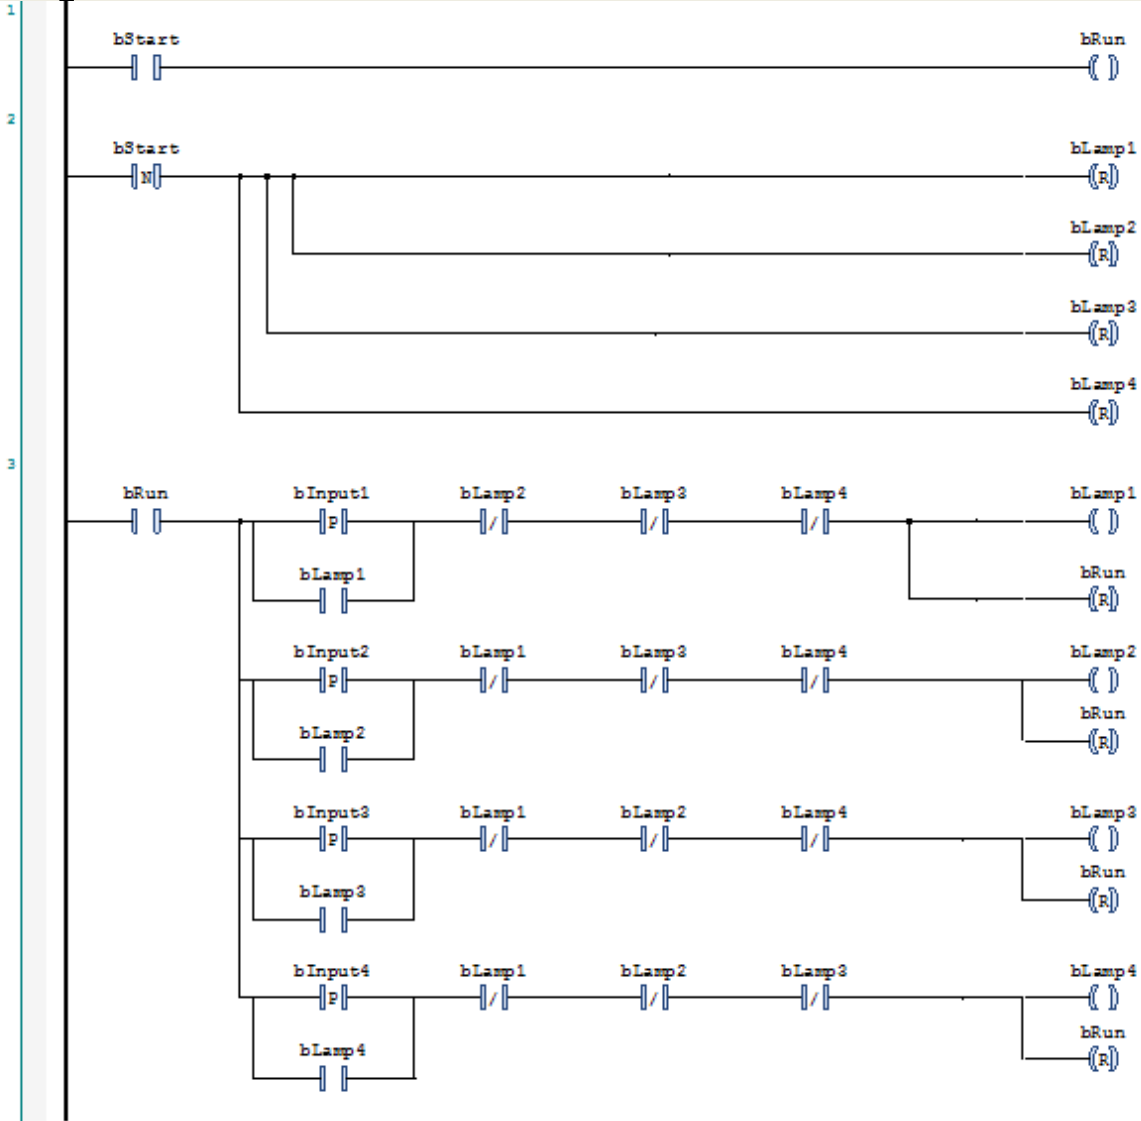 1
bStart bRun
2
bStart bLamp1
N R
bLamp2
R
bLamp3
R
bLamp4
R
3
bRun bInput1 bLamp2 bLamp3 bLamp4 bLamp1
P / / /
bLamp1 bRun
R
bInput2 bLamp1 bLamp3 bLamp4 bLamp2
P / / /
bLamp2 bRun
R
bInput3 bLamp1 bLamp2 bLamp4 bLamp3
P / / /
bLamp3 bRun
R
bInput4 bLamp1 bLamp2 bLamp3 bLamp4
P / / /
bLamp4 bRun
R